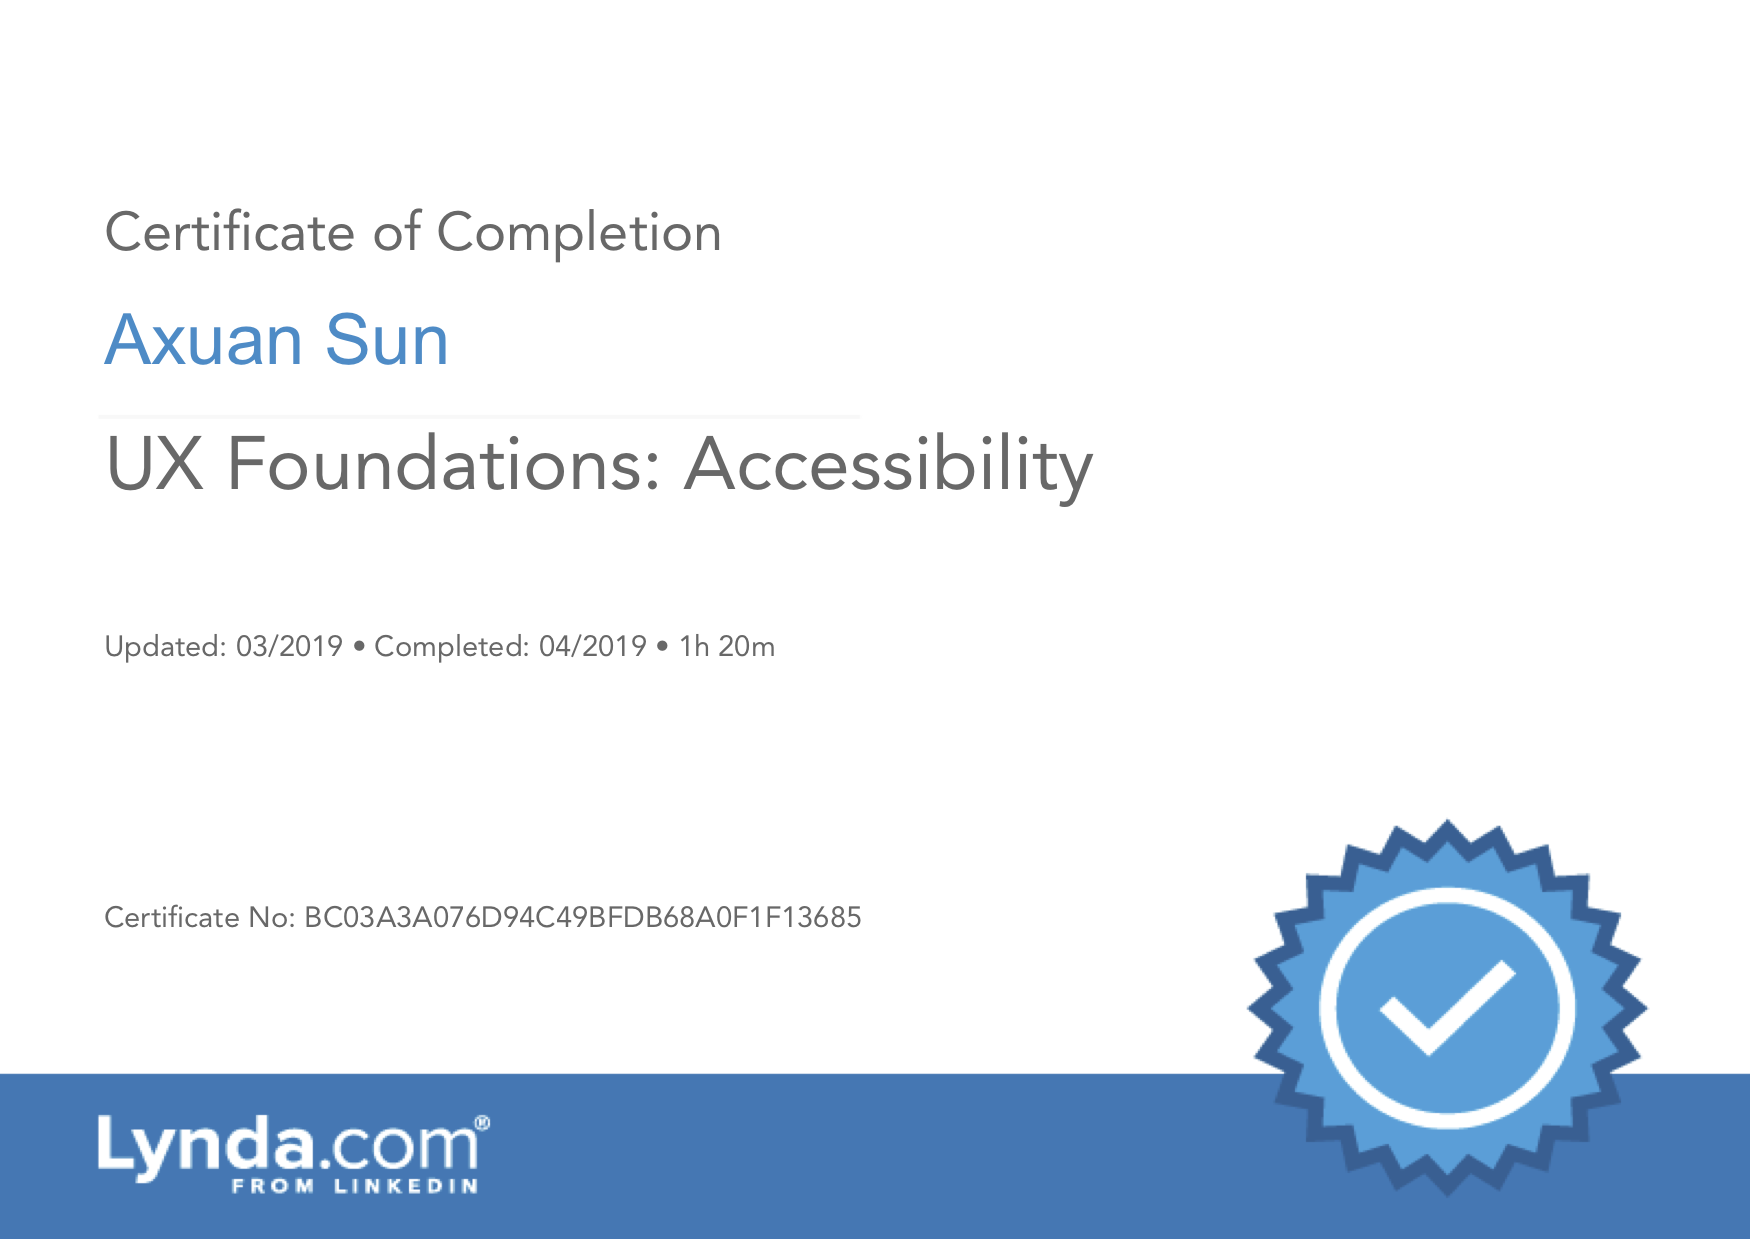 Certificate of Completion
Axuan Sun
UX Foundations: Accessibility
Updated: 03/2019 • Completed: 04/2019 • 1h 20m
Certificate No: BC03A3A076D94C49BFDB68A0F1F13685
Lynda.com®
FROM LINKEDIN